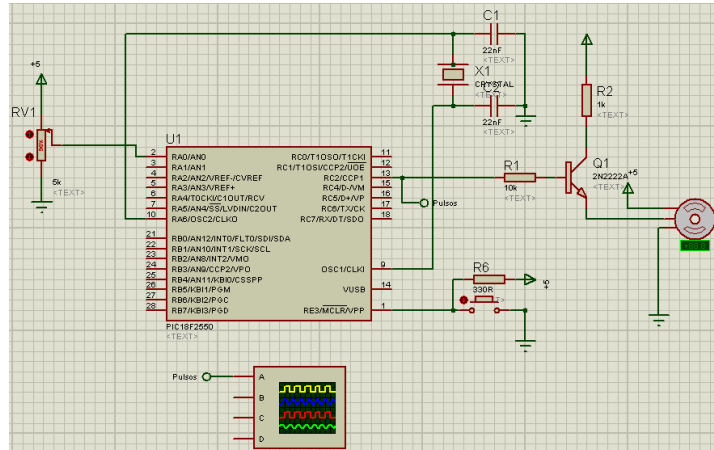 C1
22nF
<TEXT>
+5
RV1
5k
<TEXT>
X1
CRYSTAL
<TEXT>
C2
22nF
<TEXT>
R2
1k
<TEXT>
U1
2 RA0/AN0
3 RA1/AN1
4 RA2/AN2/VREF-/CVREF
5 RA3/AN3/VREF+
6 RA4/T0CKI/C1OUT/RCV
7 RA5/AN4/SS/LVDIN/C2OUT
10 RA6/OSC2/CLKO
21 RB0/AN12/INT0/FLT0/SDI/SDA
22 RB1/AN10/INT1/SCK/SCL
23 RB2/AN8/INT2/VMO
24 RB3/AN9/CCP2/VPO
25 RB4/AN11/KBI0/CSSPP
26 RB5/KBI1/PGM
27 RB6/KBI2/PGC
28 RB7/KBI3/PGD
RC0/T1OSO/T1CKI 11
RC1/T1OSI/CCP2/UOE 12
RC2/CCP1 13
RC4/D-/VM 15
RC5/D+/VP 16
RC6/TX/CK 17
RC7/RX/DT/SDO 18
OSC1/CLKI 9
VUSB 14
RE3/MCLR/VPP 1
PIC18F2550
<TEXT>
R1
10k
<TEXT>
Pulsos
Q1
2N2222A
<TEXT>
+5
R6
330R
<TEXT>
+5
Pulsos
A
B
C
D